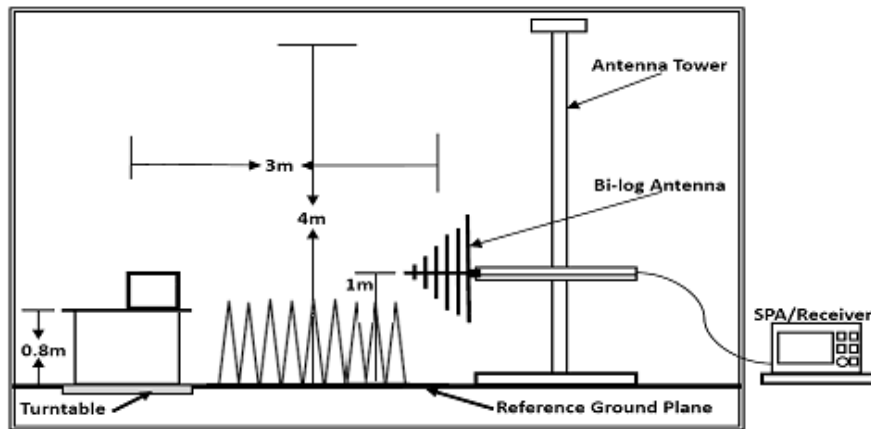 Antenna Tower
3m
Bi-log Antenna
4m
1m
SPA/Receiver
0.8m
Turntable
Reference Ground Plane